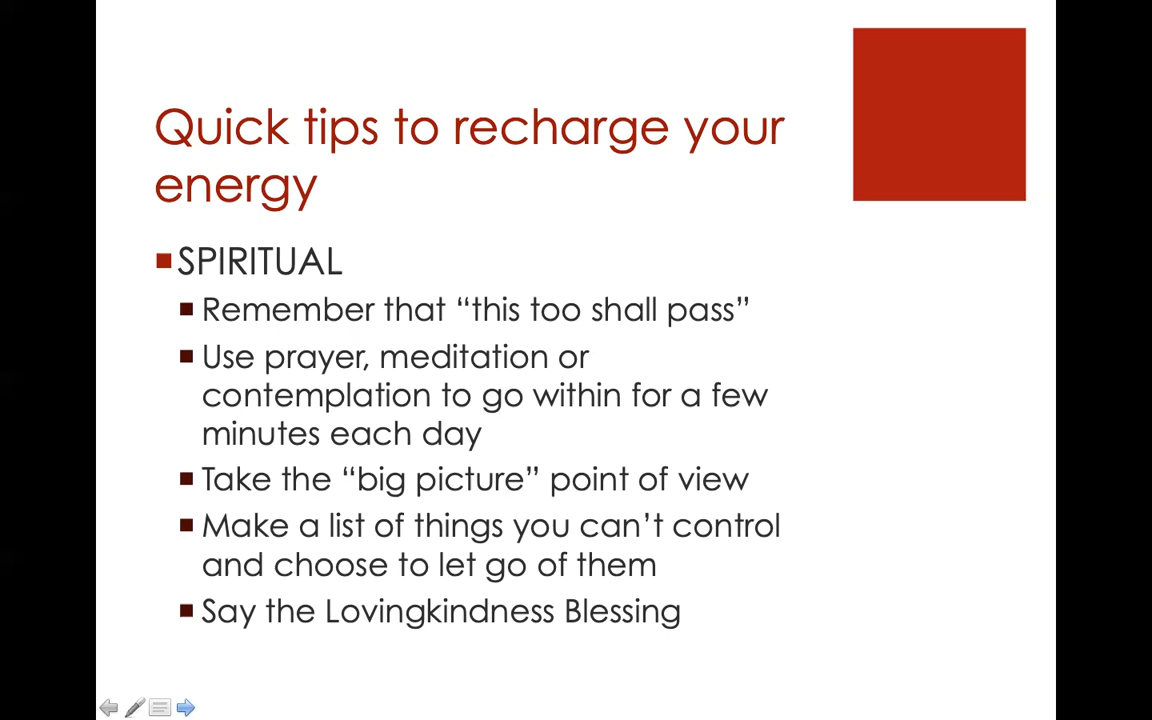 Quick tips to recharge your
energy
SPIRITUAL
Remember that “this too shall pass”
Use prayer, meditation or
contemplation to go within for a few
minutes each day
Take the “big picture” point of view
Make a list of things you can’t control
and choose to let go of them
Say the Lovingkindness Blessing